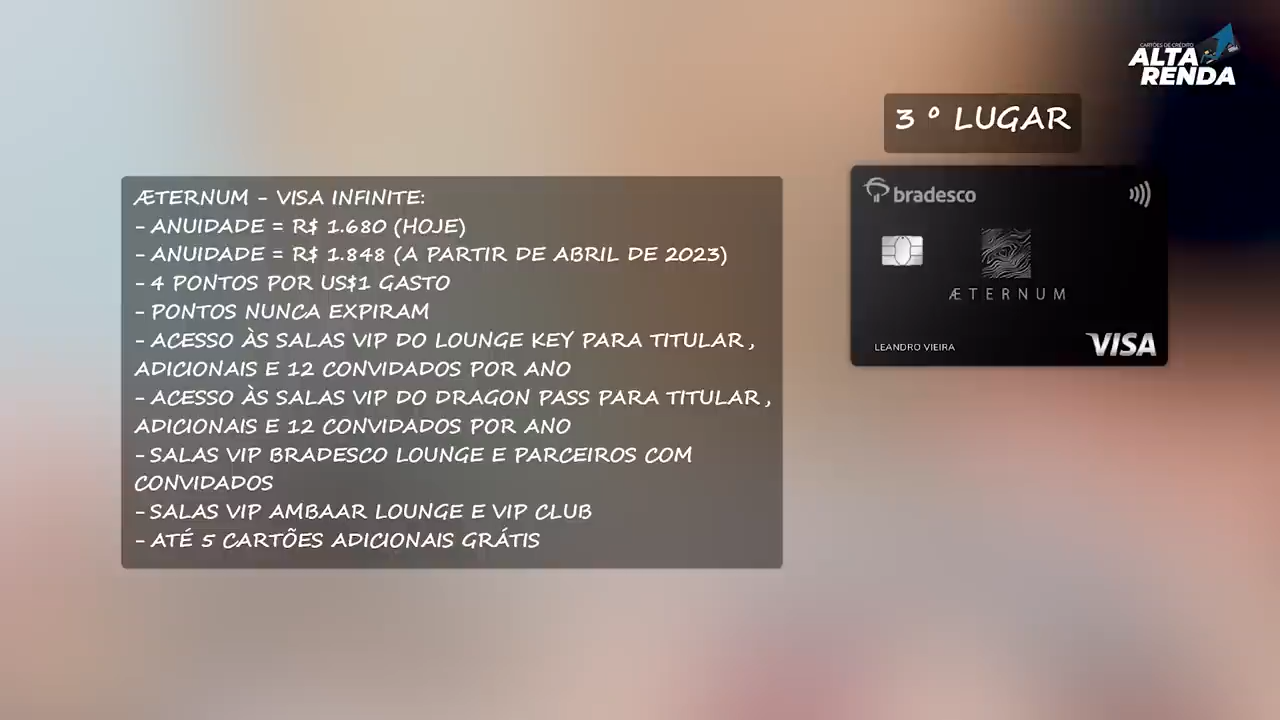 CARTÕES DE CRÉDITO
ALTA
RENDA
3 º LUGAR
ÆTERNUM - VISA INFINITE:
- ANUIDADE = R$ 1.680 (HOJE)
- ANUIDADE = R$ 1.848 (A PARTIR DE ABRIL DE 2023)
- 4 PONTOS POR US$1 GASTO
- PONTOS NUNCA EXPIRAM
- ACESSO ÀS SALAS VIP DO LOUNGE KEY PARA TITULAR,
ADICIONAIS E 12 CONVIDADOS POR ANO
- ACESSO ÀS SALAS VIP DO DRAGON PASS PARA TITULAR,
ADICIONAIS E 12 CONVIDADOS POR ANO
- SALAS VIP BRADESCO LOUNGE E PARCEIROS COM
CONVIDADOS
- SALAS VIP AMBAAR LOUNGE E VIP CLUB
- ATÉ 5 CARTÕES ADICIONAIS GRÁTIS
bradesco
ÆTERNUM
LEANDRO VIEIRA
VISA